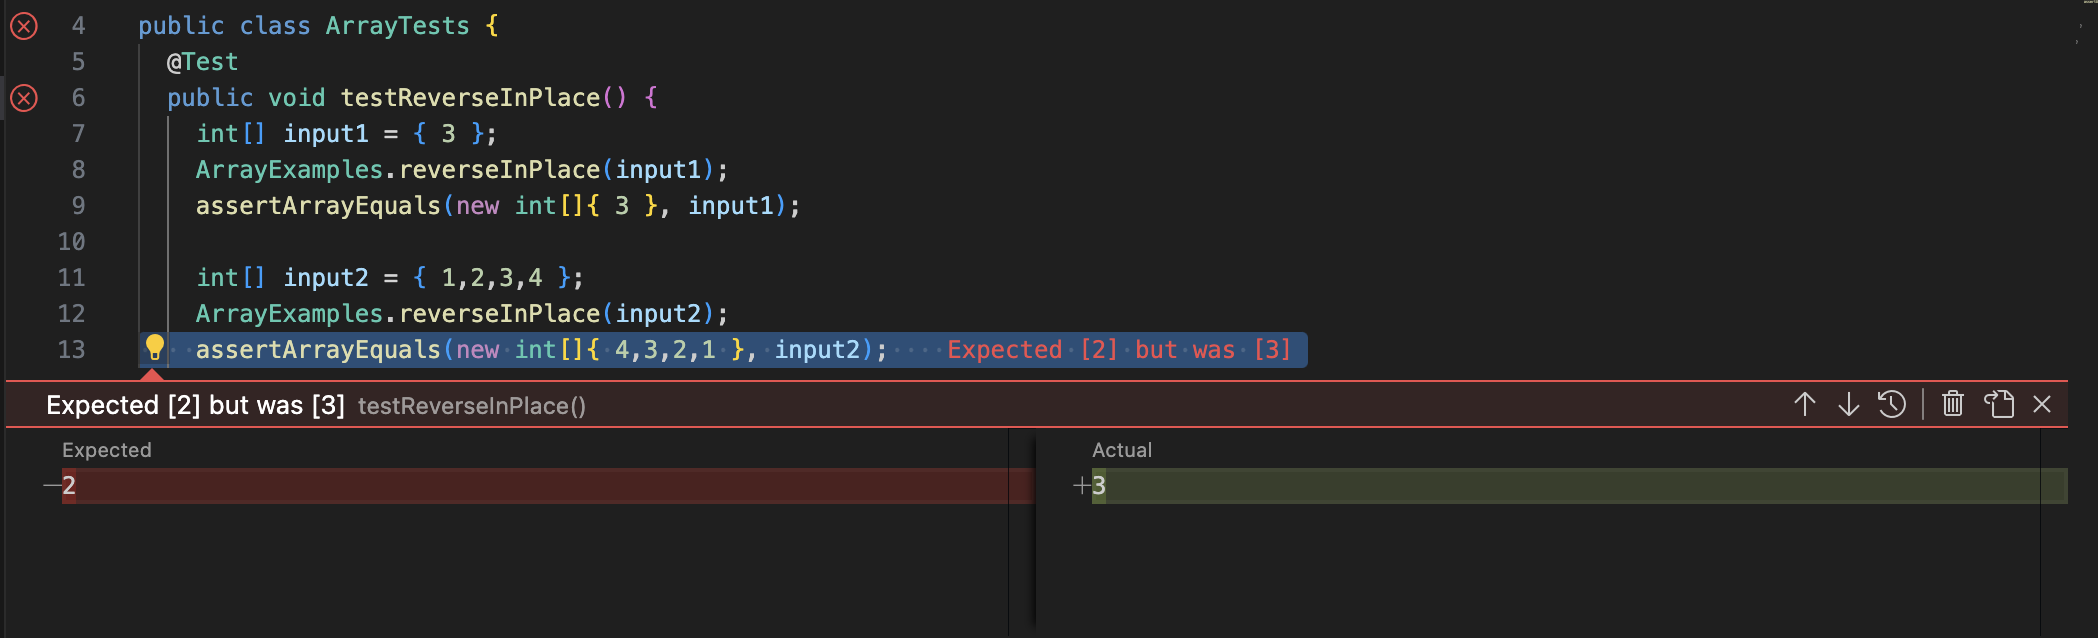 4 public class ArrayTests {
5 @Test
6 public void testReverseInPlace() {
7 int[] input1 = { 3 };
8 ArrayExamples.reverseInPlace(input1);
9 assertArrayEquals(new int[]{ 3 }, input1);
10
11 int[] input2 = { 1,2,3,4 };
12 ArrayExamples.reverseInPlace(input2);
13 assertArrayEquals(new int[]{ 4,3,2,1 }, input2); Expected [2] but was [3]
Expected [2] but was [3] testReverseInPlace()
Expected Actual
−2 +3